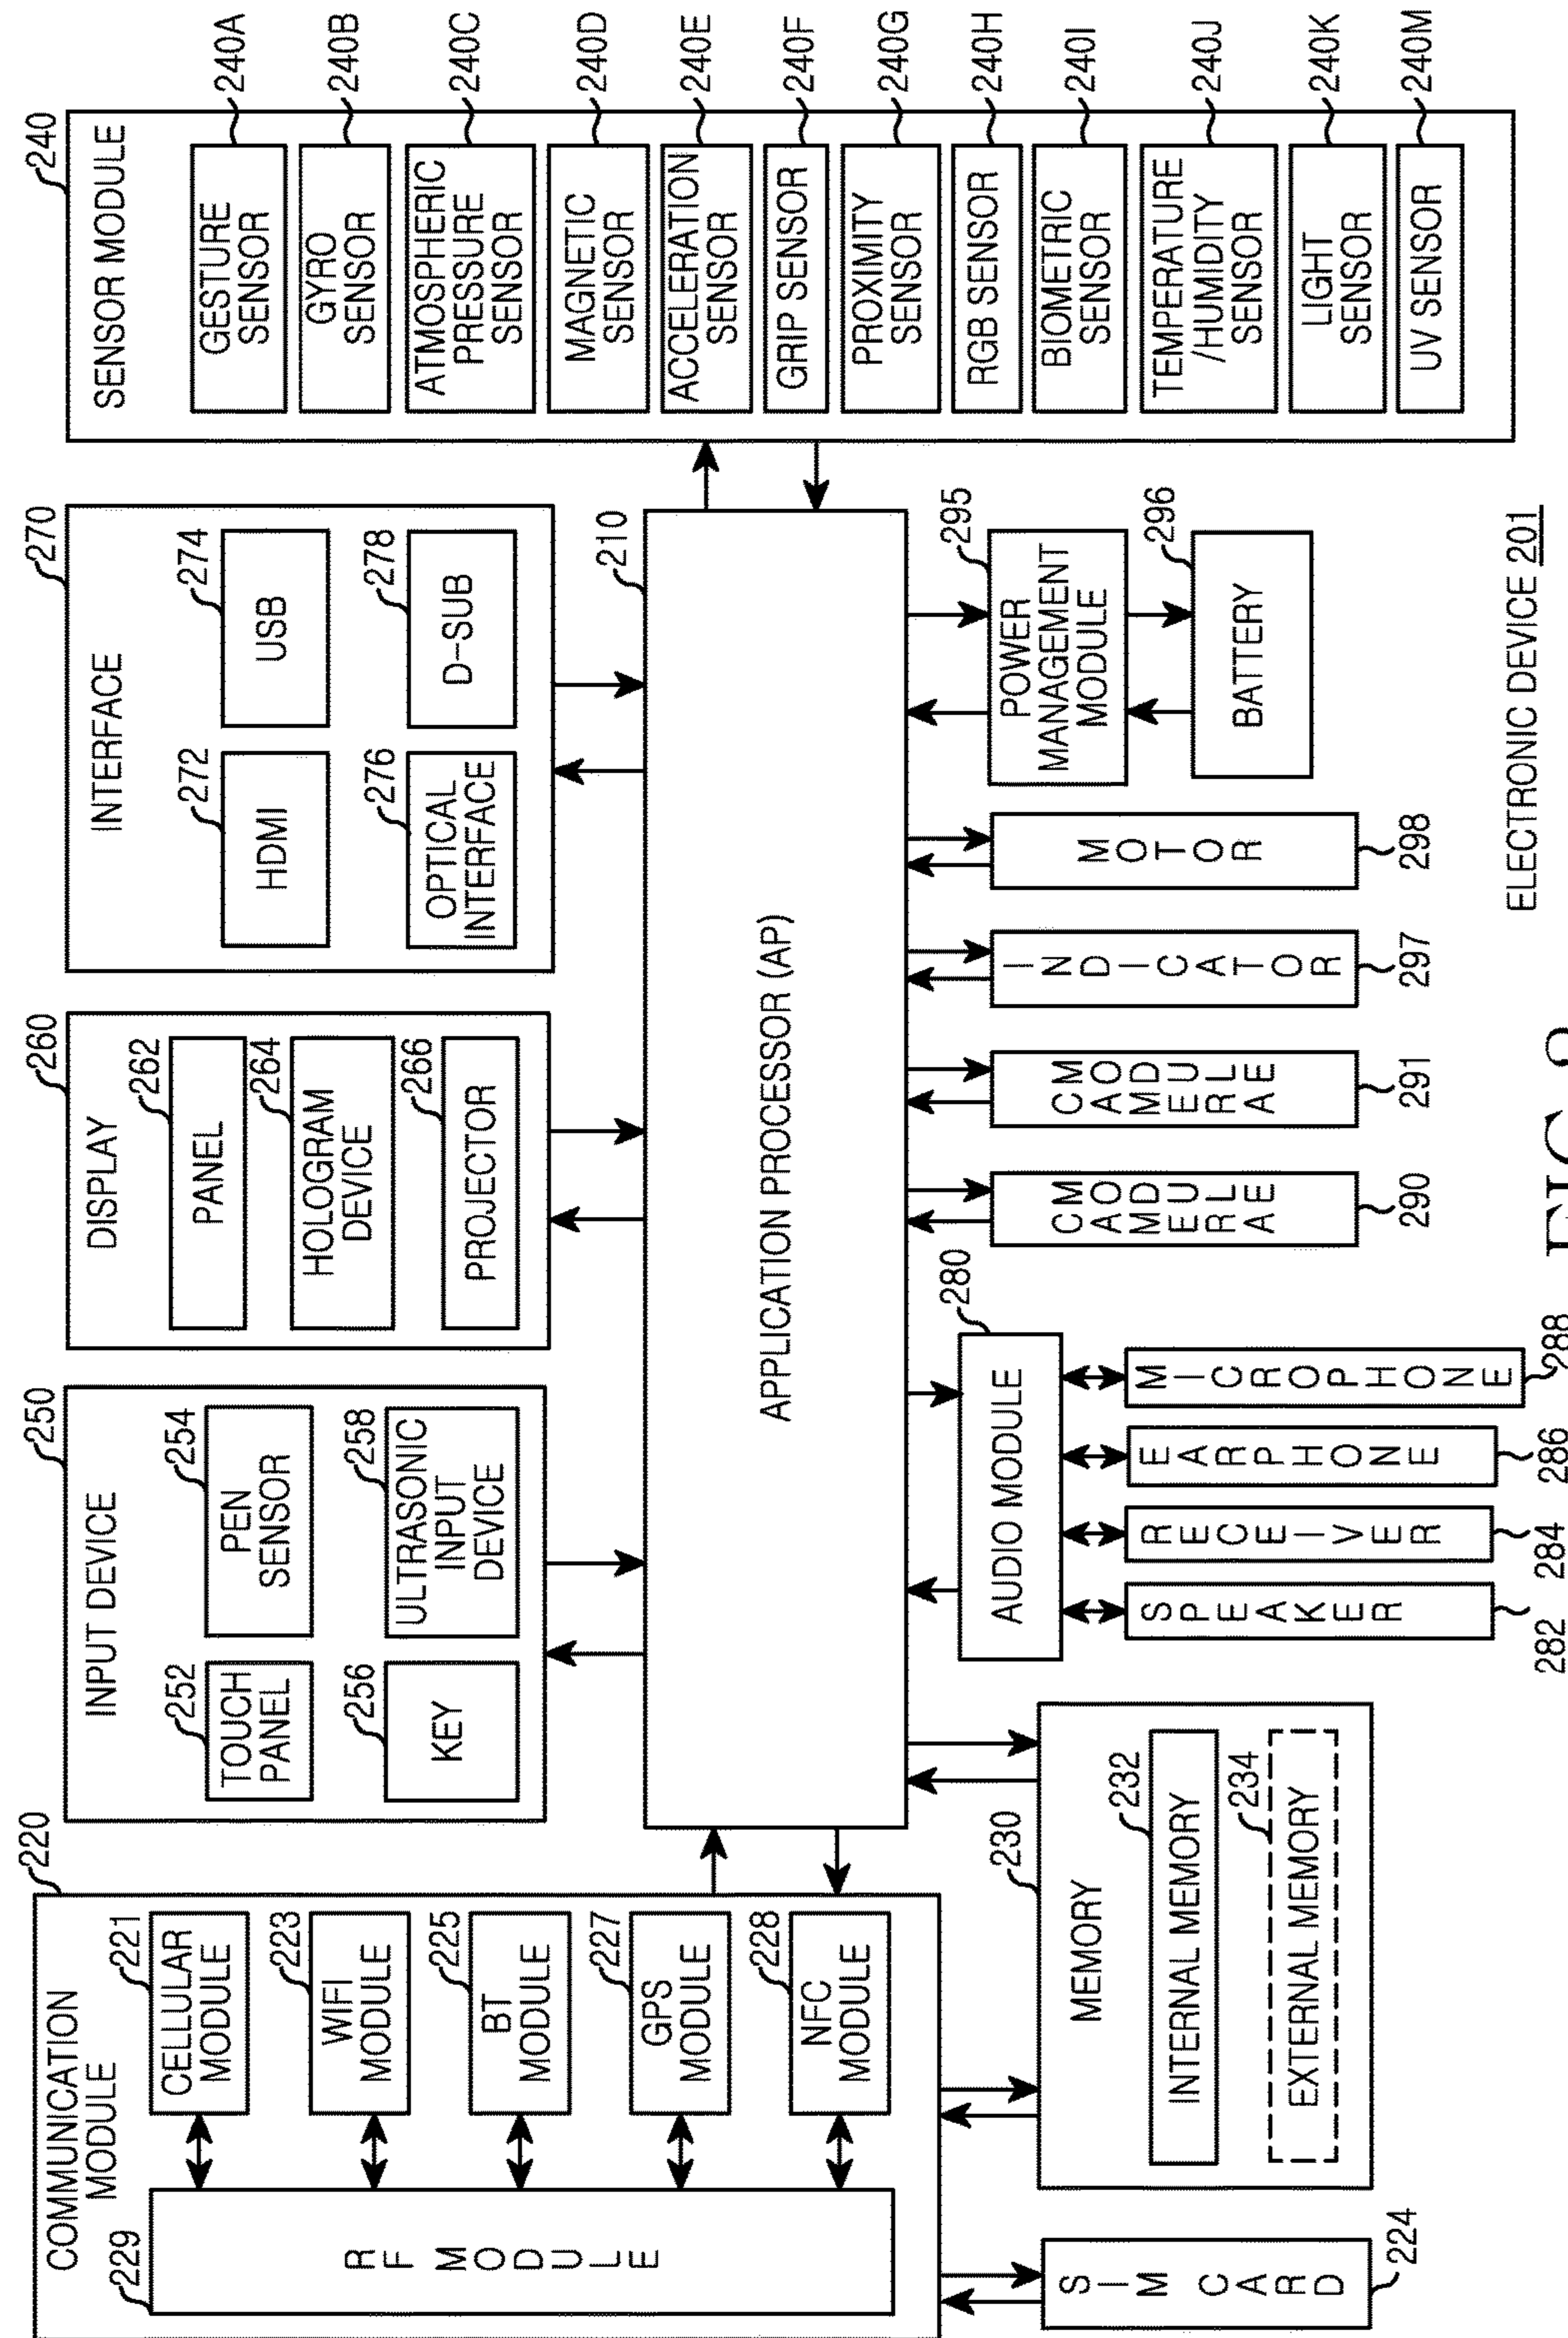 220
COMMUNICATION
MODULE
229
RF MODULE
221
CELLULAR
MODULE
223
WIFI
MODULE
225
BT
MODULE
227
GPS
MODULE
228
NFC
MODULE
250
INPUT DEVICE
252
TOUCH
PANEL
254
PEN
SENSOR
256
KEY
258
ULTRASONIC
INPUT
DEVICE
260
DISPLAY
262
PANEL
264
HOLOGRAM
DEVICE
266
PROJECTOR
270
INTERFACE
272
HDMI
274
USB
276
OPTICAL
INTERFACE
278
D-SUB
240
SENSOR MODULE
GESTURE
SENSOR
240A
GYRO
SENSOR
240B
ATMOSPHERIC
PRESSURE
SENSOR
240C
MAGNETIC
SENSOR
240D
ACCELERATION
SENSOR
240E
GRIP SENSOR
240F
PROXIMITY
SENSOR
240G
RGB SENSOR
240H
BIOMETRIC
SENSOR
240I
TEMPERATURE
/HUMIDITY
SENSOR
240J
LIGHT
SENSOR
240K
UV SENSOR
240M
210
APPLICATION PROCESSOR (AP)
SIM CARD
224
230
MEMORY
232
INTERNAL MEMORY
234
EXTERNAL MEMORY
280
AUDIO MODULE
SPEAKER
282
RECEIVER
284
EARPHONE
286
MICROPHONE
288
CAMERA
MODULE
290
CAMERA
MODULE
291
INDICATOR
297
MOTOR
298
295
POWER
MANAGEMENT
MODULE
296
BATTERY
ELECTRONIC DEVICE 201